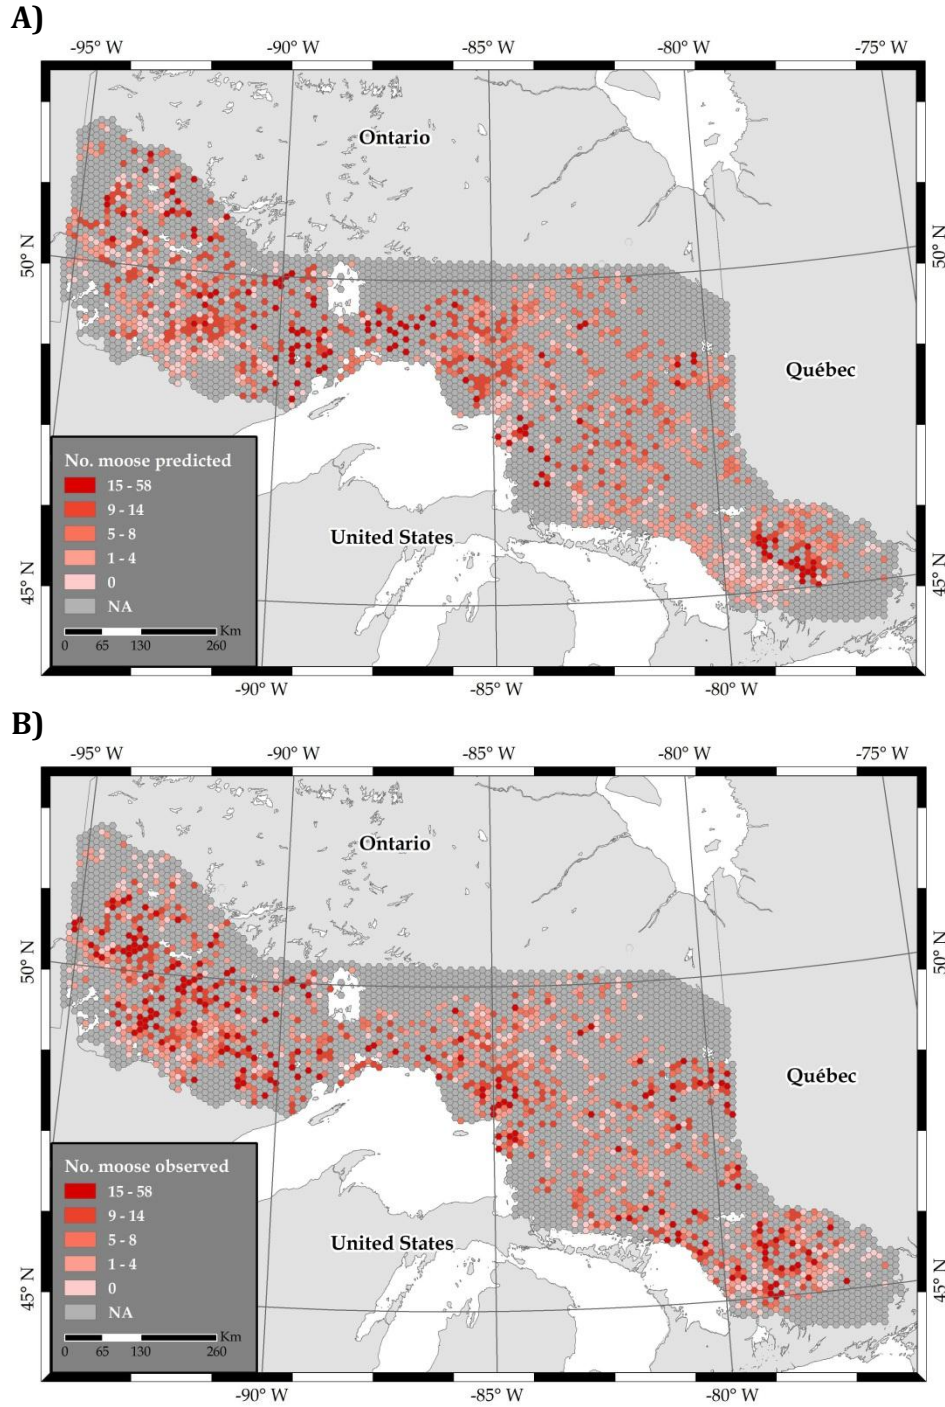 A)
-95° W -90° W -85° W -80° W -75° W
Ontario
50° N 50° N
Québec
No. moose predicted
15 - 58
9 - 14
5 - 8
1 - 4
0
NA
Km
0 65 130 260
United States
45° N 45° N
-90° W -85° W -80° W
B)
-95° W -90° W -85° W -80° W -75° W
Ontario
50° N 50° N
Québec
No. moose observed
15 - 58
9 - 14
5 - 8
1 - 4
0
NA
Km
0 65 130 260
United States
45° N 45° N
-90° W -85° W -80° W